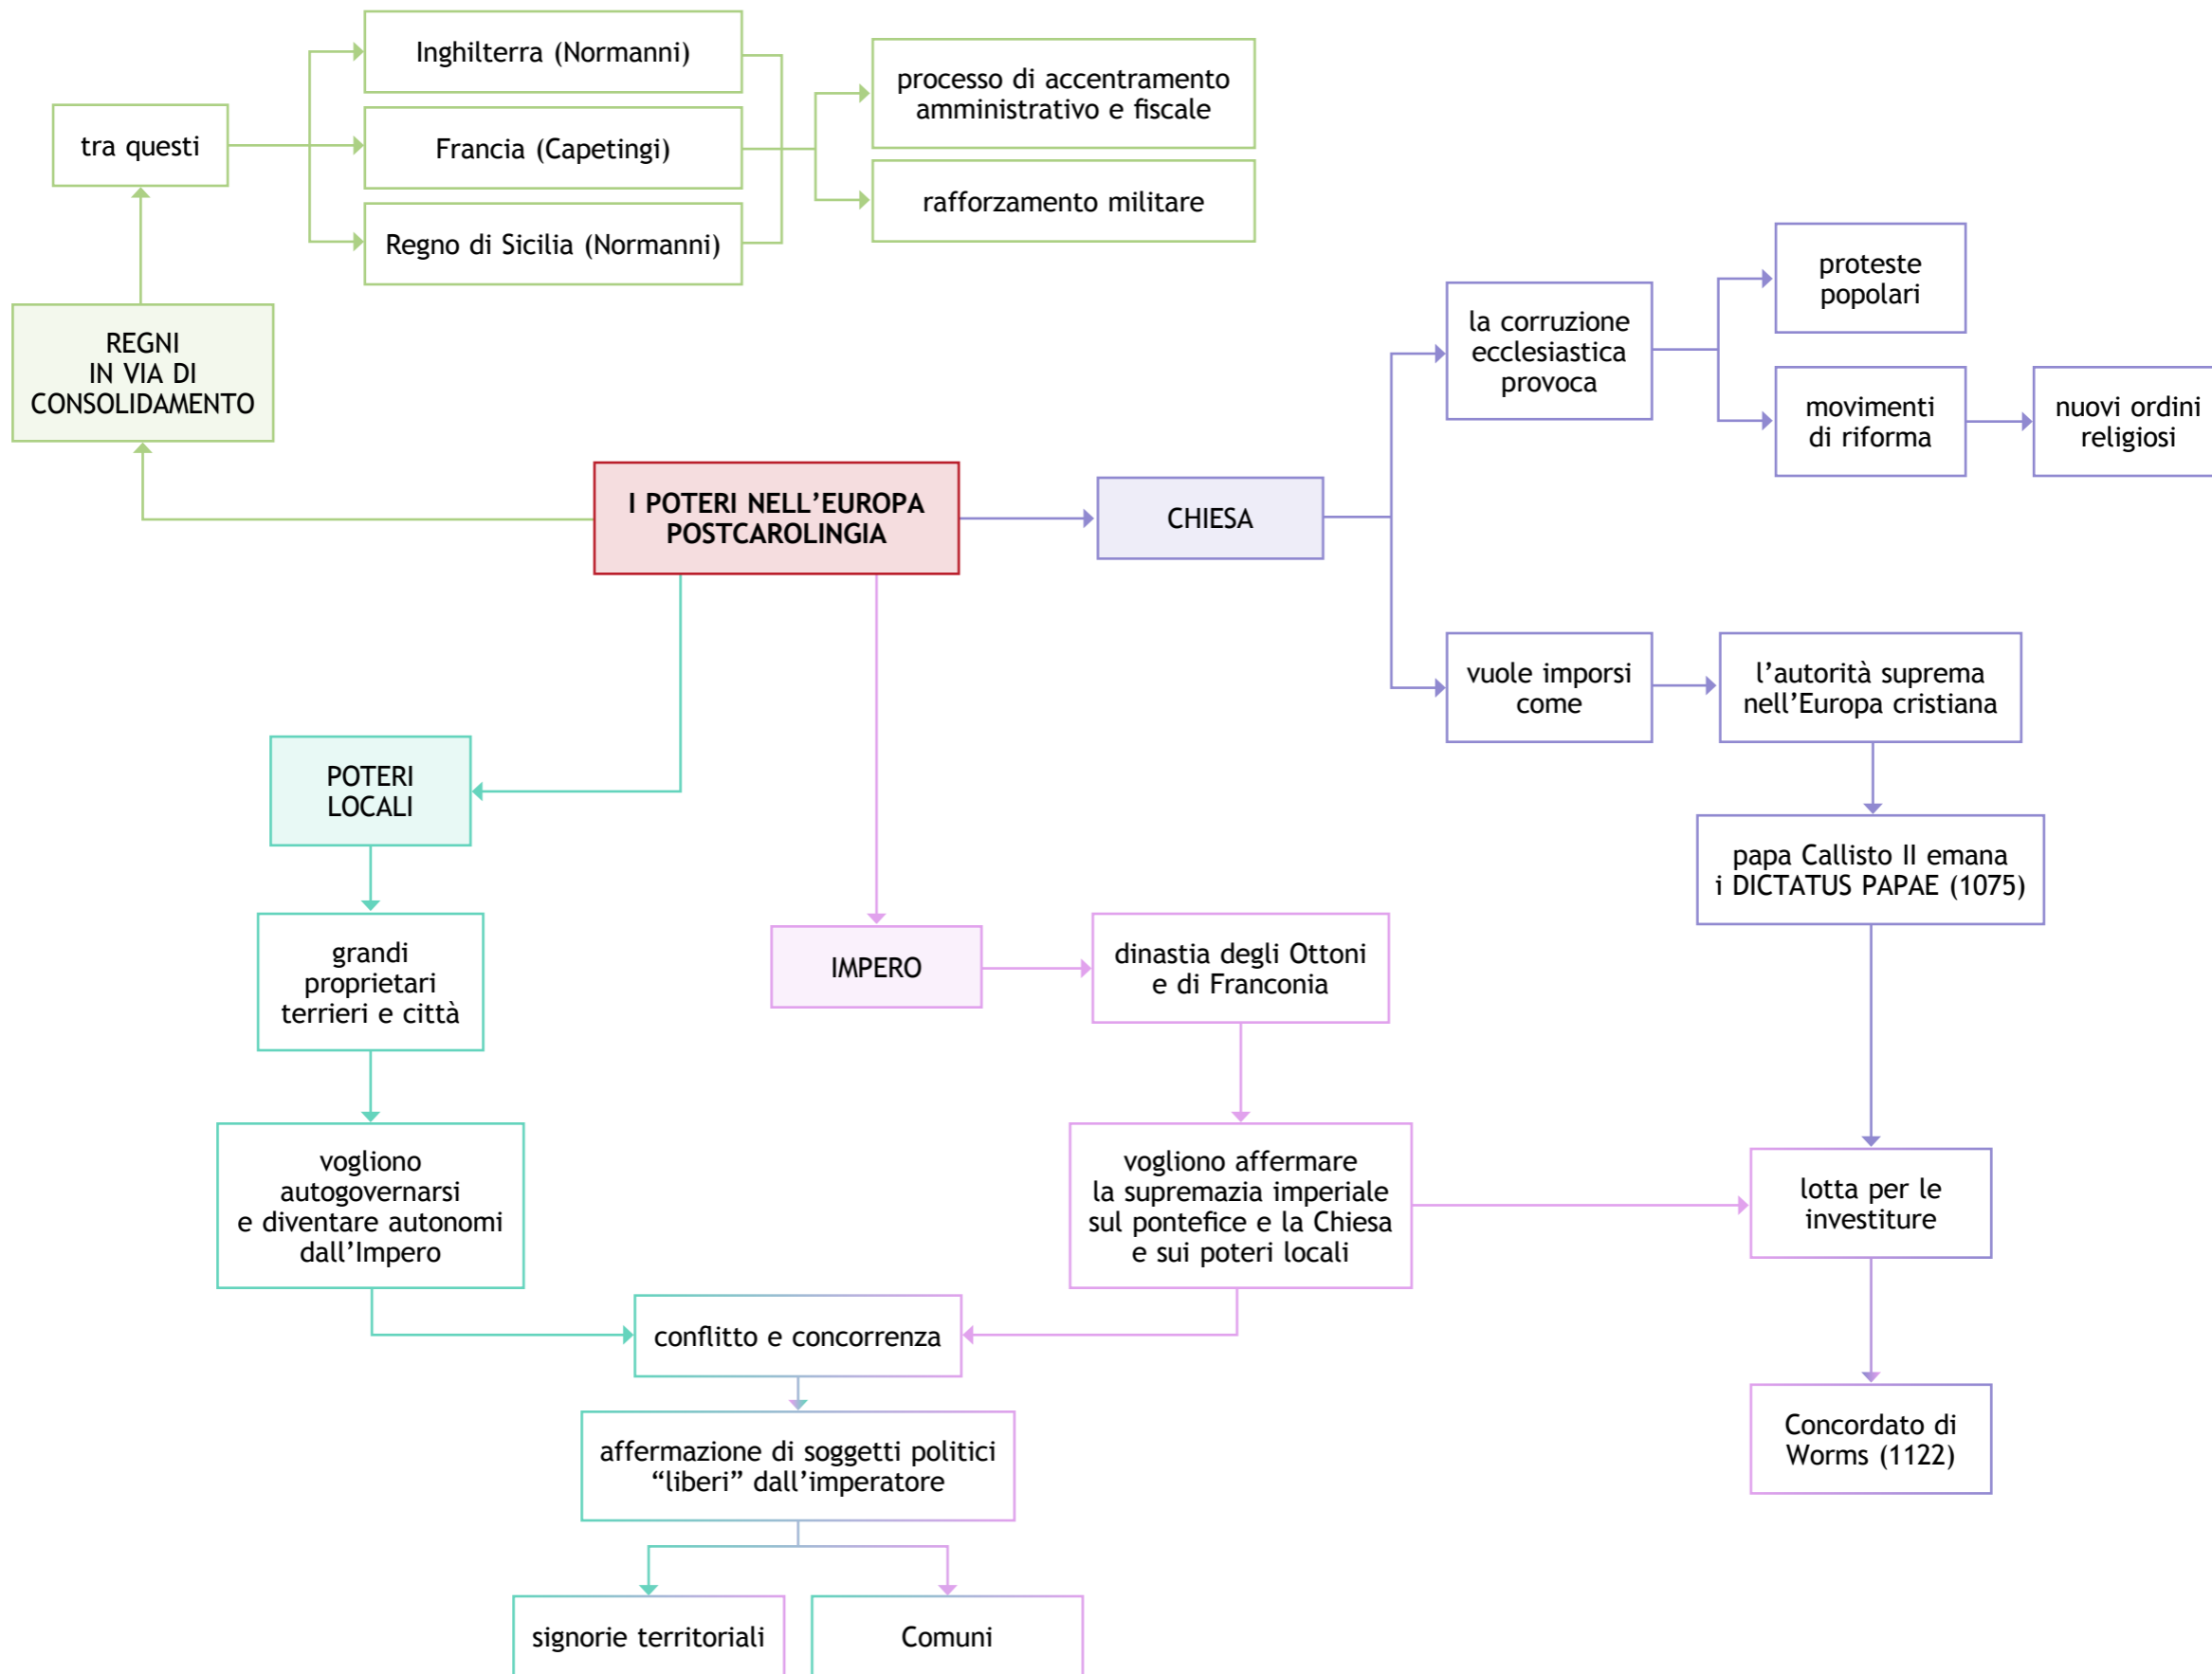 Inghilterra (Normanni)
processo di accentramento
amministrativo e fiscale
tra questi
Francia (Capetingi)
rafforzamento militare
Regno di Sicilia (Normanni)
REGNI
IN VIA DI
CONSOLIDAMENTO
proteste
popolari
la corruzione
ecclesiastica
provoca
movimenti
di riforma
nuovi ordini
religiosi
I POTERI NELL’EUROPA
POSTCAROLINGIA
CHIESA
vuole imporsi
come
l’autorità suprema
nell’Europa cristiana
POTERI
LOCALI
papa Callisto II emana
i DICTATUS PAPAE (1075)
grandi
proprietari
terrieri e città
IMPERO
dinastia degli Ottoni
e di Franconia
vogliono
autogovernarsi
e diventare autonomi
dall’Impero
vogliono affermare
la supremazia imperiale
sul pontefice e la Chiesa
e sui poteri locali
lotta per le
investiture
conflitto e concorrenza
Concordato di
Worms (1122)
affermazione di soggetti politici
“liberi” dall’imperatore
signorie territoriali
Comuni